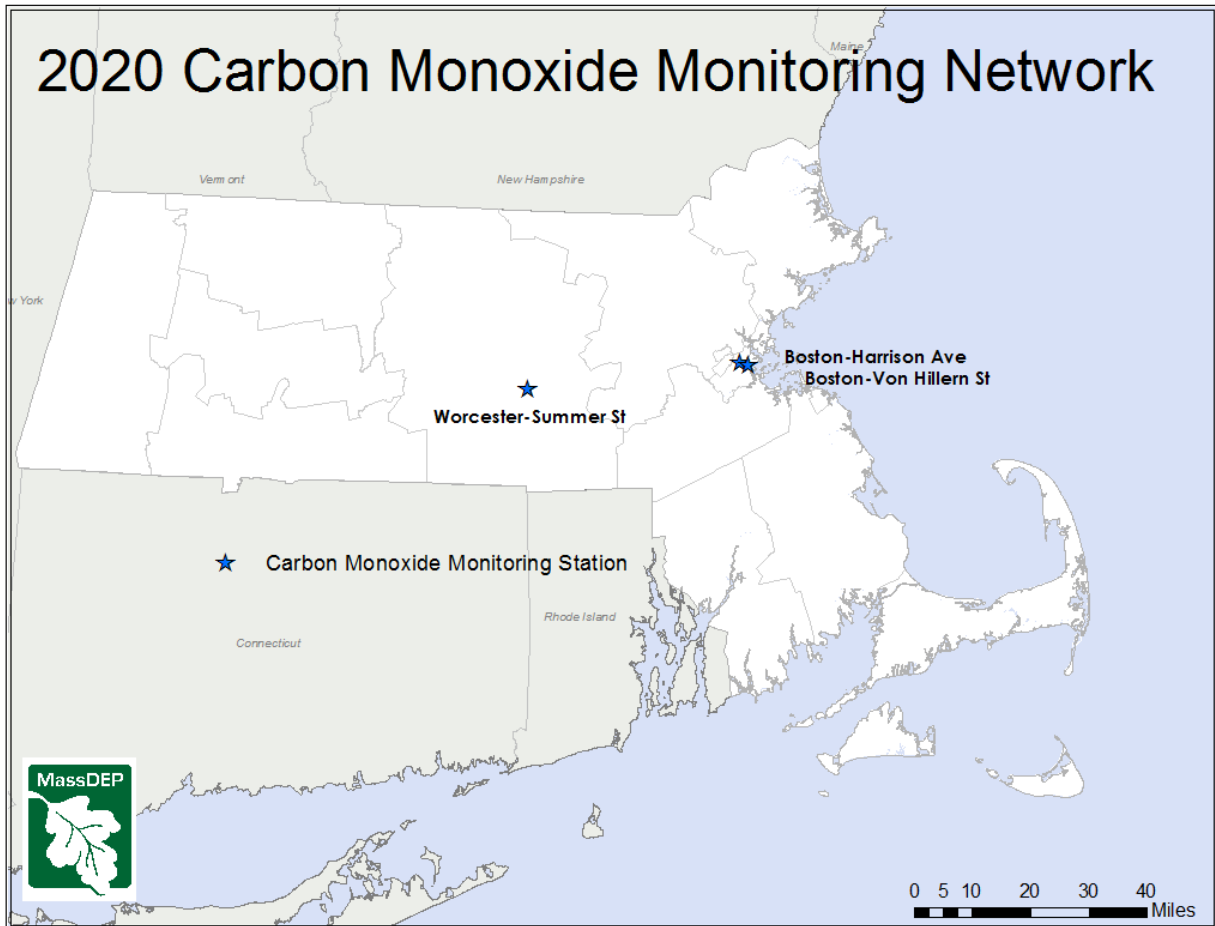 2020 Carbon Monoxide Monitoring Network
Maine
Vermont
New Hampshire
w York
Boston-Harrison Ave
Boston-Von Hillern St
Worcester-Summer St
Carbon Monoxide Monitoring Station
Rhode Island
Connecticut
MassDEP
0 5 10 20 30 40
Miles